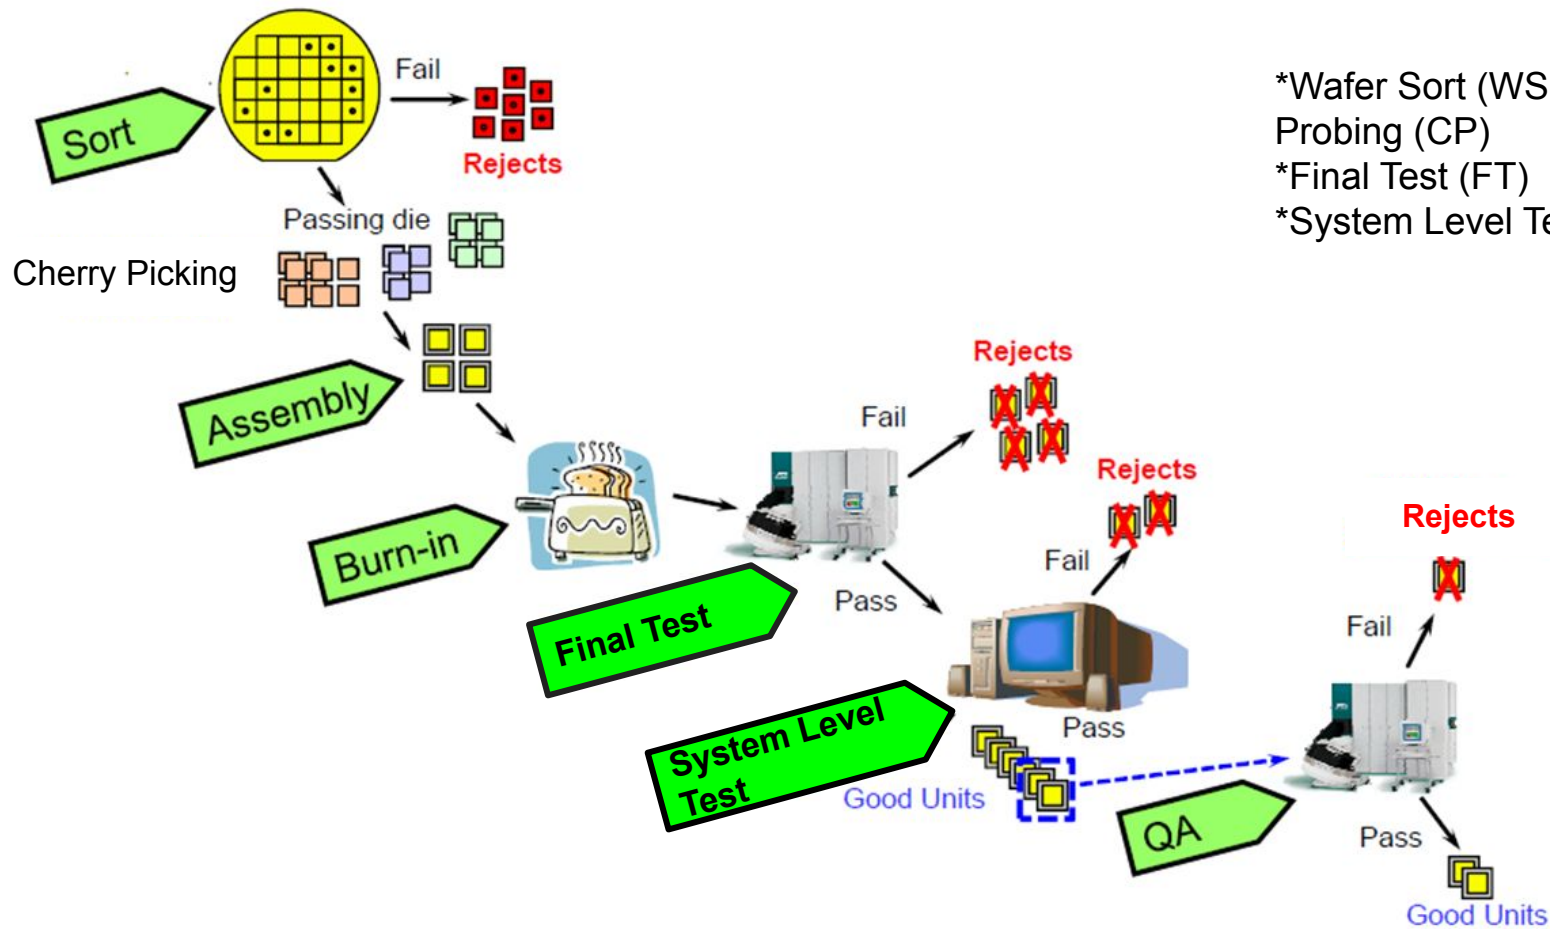 Sort
Fail
Rejects
*Wafer Sort (WS
Probing (CP)
*Final Test (FT)
*System Level Te
Passing die
Cherry Picking
Assembly
Burn-in
Fail
Rejects
Final Test
Pass
Fail
Rejects
System Level
Test
Pass
Good Units
QA
Fail
Rejects
Pass
Good Units